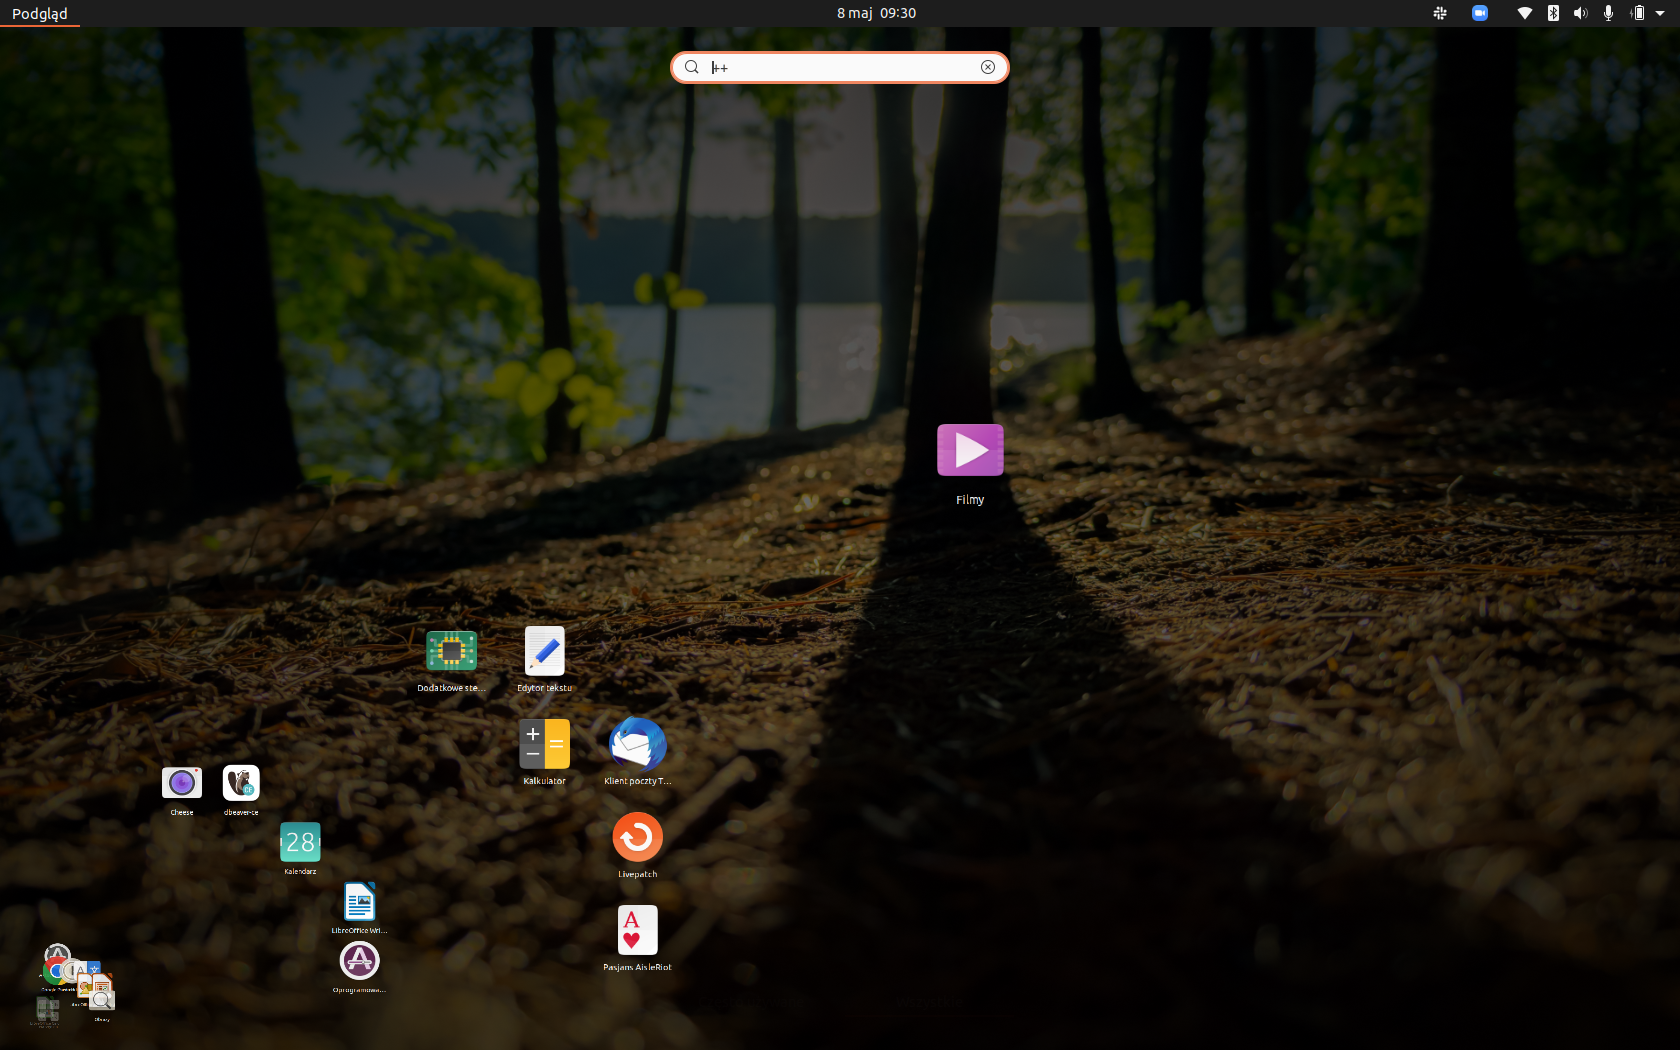 Podgląd
8 maj 09:30
++
Filmy
Dodatkowe ste...
Edytor tekstu
Kalkulator
Klient poczty T...
Cheese
dbeaver-ce
28
Kalendarz
Livepatch
LibreOffice Wri...
A
Pasjans AisleRiot
Oprogramowa...
Obrazy